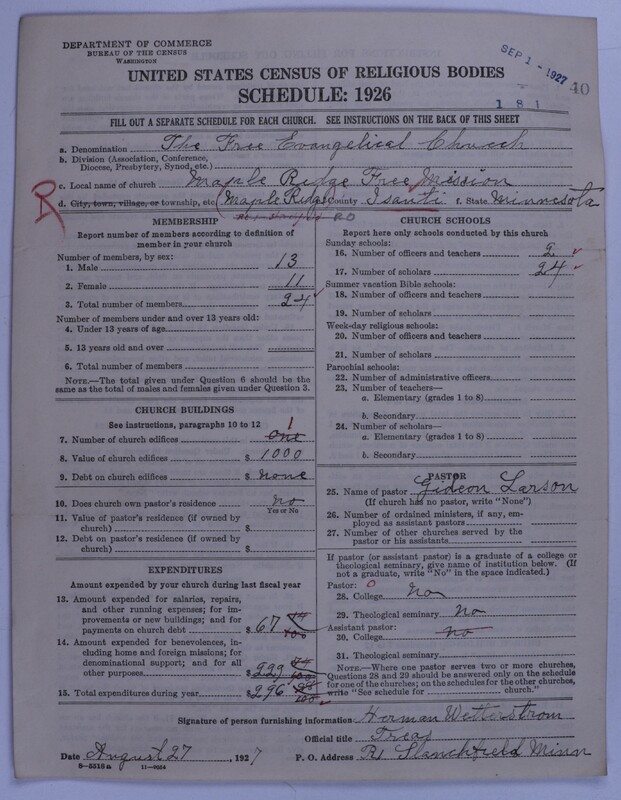 DEPARTMENT OF COMMERCE
BUREAU OF THE CENSUS
WASHINGTON
SEP 1 - 1927
40
UNITED STATES CENSUS OF RELIGIOUS BODIES
SCHEDULE: 1926
1 8 1
FILL OUT A SEPARATE SCHEDULE FOR EACH CHURCH. SEE INSTRUCTIONS ON THE BACK OF THIS SHEET
a. Denomination The Free Evangelical Church
b. Division (Association, Conference,
Diocese, Presbytery, Synod, etc.)
c. Local name of church Maple Ridge Free Mission
R
d. City, town, village, or township, etc (Maple Ridge) County Isanti f. State Minnesota
RD
MEMBERSHIP
Report number of members according to definition of
member in your church
Number of members, by sex:
1. Male 13
2. Female 11
3. Total number of members 24
Number of members under and over 13 years old:
4. Under 13 years of age
5. 13 years old and over
6. Total number of members
NOTE.—The total given under Question 6 should be the
same as the total of males and females given under Question 3.
CHURCH BUILDINGS
See instructions, paragraphs 10 to 12
7. Number of church edifices one 1
8. Value of church edifices $ 1000
9. Debt on church edifices $ none
10. Does church own pastor's residence no
Yes or No
11. Value of pastor's residence (if owned by
church) $
12. Debt on pastor's residence (if owned by
church) $
EXPENDITURES
Amount expended by your church during last fiscal year
13. Amount expended for salaries, repairs,
and other running expenses; for im-
provements or new buildings; and for
payments on church debt $ 67
14. Amount expended for benevolences, in-
cluding home and foreign missions; for
denominational support; and for all
other purposes $ 229
15. Total expenditures during year $ 296
CHURCH SCHOOLS
Report here only schools conducted by this church
Sunday schools:
16. Number of officers and teachers 2
17. Number of scholars 24
Summer vacation Bible schools:
18. Number of officers and teachers
19. Number of scholars
Week-day religious schools:
20. Number of officers and teachers
21. Number of scholars
Parochial schools:
22. Number of administrative officers
23. Number of teachers—
a. Elementary (grades 1 to 8)
b. Secondary
24. Number of scholars—
a. Elementary (grades 1 to 8)
b. Secondary
PASTOR
25. Name of pastor Gideon Larson
(If church has no pastor, write "None")
26. Number of ordained ministers, if any, em-
ployed as assistant pastors
27. Number of other churches served by the
pastor or his assistants
If pastor (or assistant pastor) is a graduate of a college or
theological seminary, give name of institution below. (If
not a graduate, write "No" in the space indicated.)
Pastor: 0
28. College No
29. Theological seminary No
Assistant pastor:
30. College no
31. Theological seminary
NOTE.—Where one pastor serves two or more churches,
Questions 28 and 29 should be answered only on the schedule
for one of the churches; on the schedules for the other churches,
write "See schedule for church."
Signature of person furnishing information Herman Wetterstrom
Official title Treas
Date August 27, 1927 P. O. Address R1 Stanchfield Minn
8-5518a 11-9664